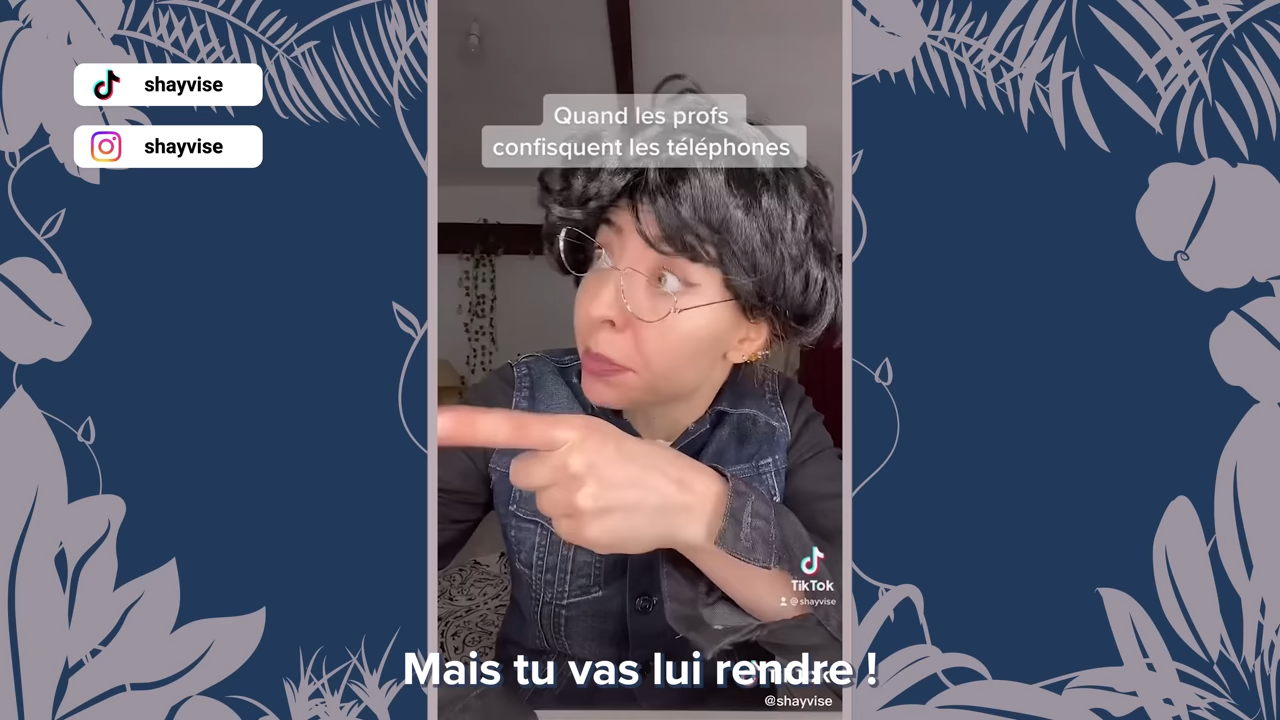 shayvise
shayvise
Quand les profs
confisquent les téléphones
TikTok
@shayvise
Mais tu vas lui rendre !
@shayvise